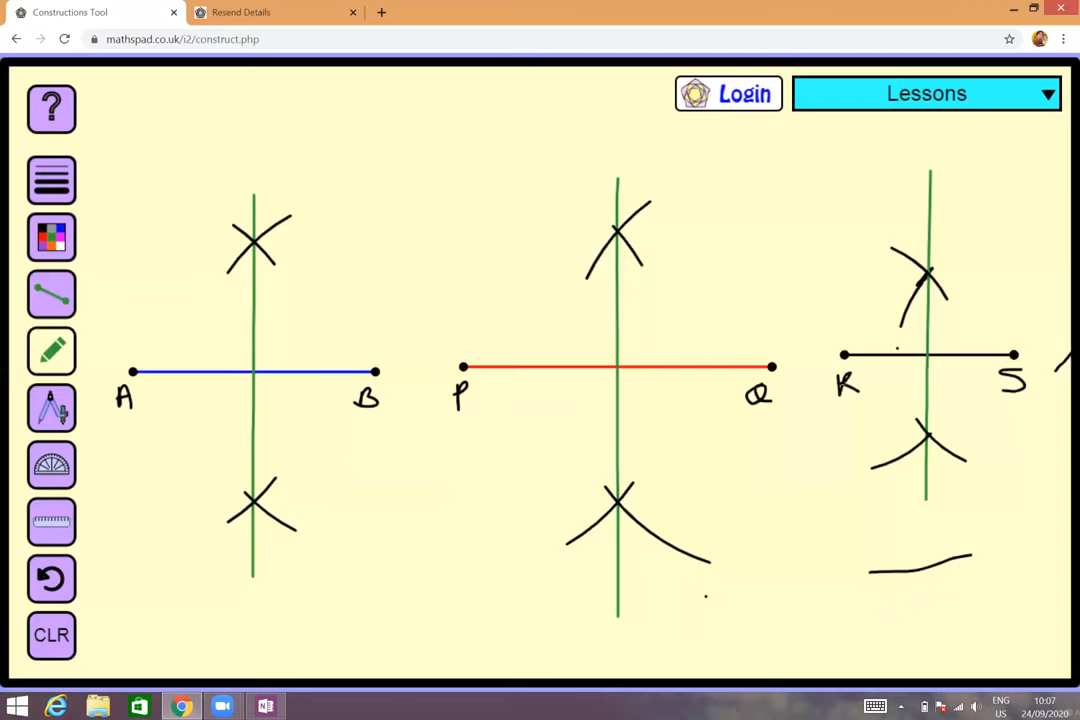 Constructions Tool
Resend Details
mathspad.co.uk/i2/construct.php
?
Login
Lessons
A
B
P
Q
R
S
CLR
ENG
US
10:07
24/09/2020